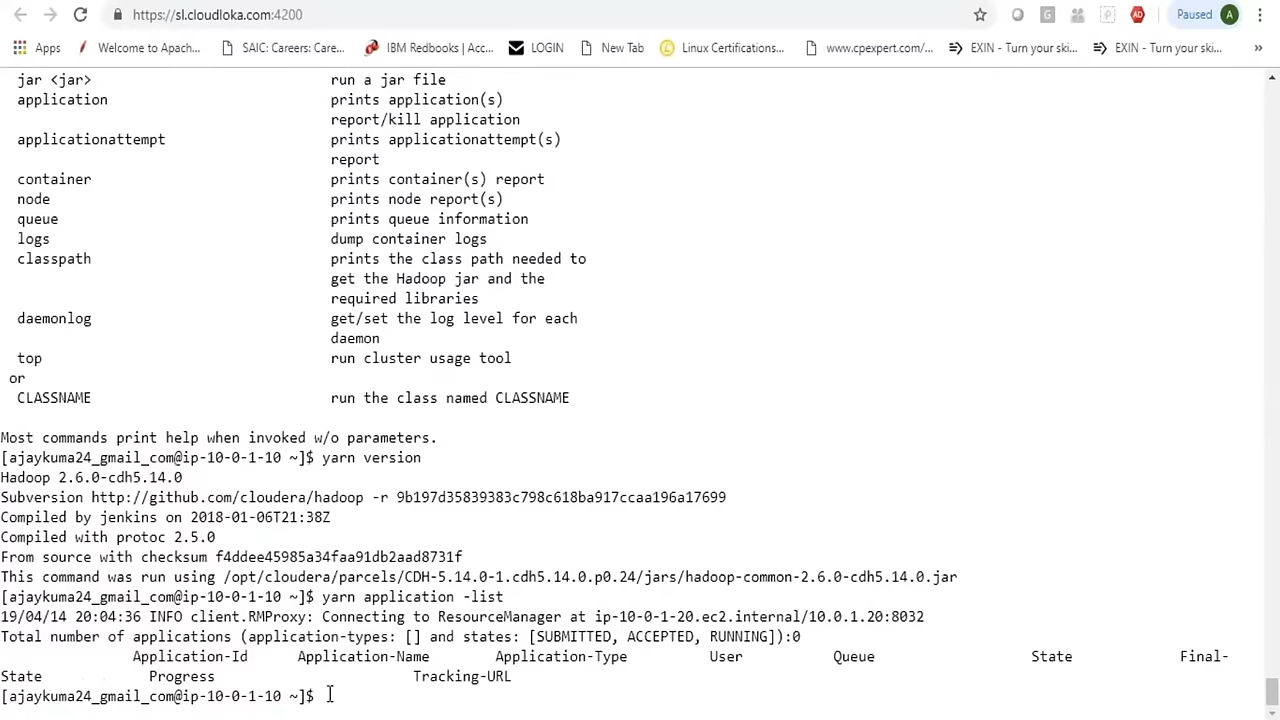 https://sl.cloudloka.com:4200
Paused A
Apps Welcome to Apach... SAIC: Careers: Care... IBM Redbooks | Acc... LOGIN New Tab Linux Certifications... www.cpexpert.com/... EXIN - Turn your ski... EXIN - Turn your ski... »
jar <jar> run a jar file
application prints application(s)
report/kill application
applicationattempt prints applicationattempt(s)
report
container prints container(s) report
node prints node report(s)
queue prints queue information
logs dump container logs
classpath prints the class path needed to
get the Hadoop jar and the
required libraries
daemonlog get/set the log level for each
daemon
top run cluster usage tool
or
CLASSNAME run the class named CLASSNAME
Most commands print help when invoked w/o parameters.
[ajaykuma24_gmail_com@ip-10-0-1-10 ~]$ yarn version
Hadoop 2.6.0-cdh5.14.0
Subversion http://github.com/cloudera/hadoop -r 9b197d35839383c798c618ba917ccaa196a17699
Compiled by jenkins on 2018-01-06T21:38Z
Compiled with protoc 2.5.0
From source with checksum f4ddee45985a34faa91db2aad8731f
This command was run using /opt/cloudera/parcels/CDH-5.14.0-1.cdh5.14.0.p0.24/jars/hadoop-common-2.6.0-cdh5.14.0.jar
[ajaykuma24_gmail_com@ip-10-0-1-10 ~]$ yarn application -list
19/04/14 20:04:36 INFO client.RMProxy: Connecting to ResourceManager at ip-10-0-1-20.ec2.internal/10.0.1.20:8032
Total number of applications (application-types: [] and states: [SUBMITTED, ACCEPTED, RUNNING]):0
Application-Id Application-Name Application-Type User Queue State Final-
State Progress Tracking-URL
[ajaykuma24_gmail_com@ip-10-0-1-10 ~]$